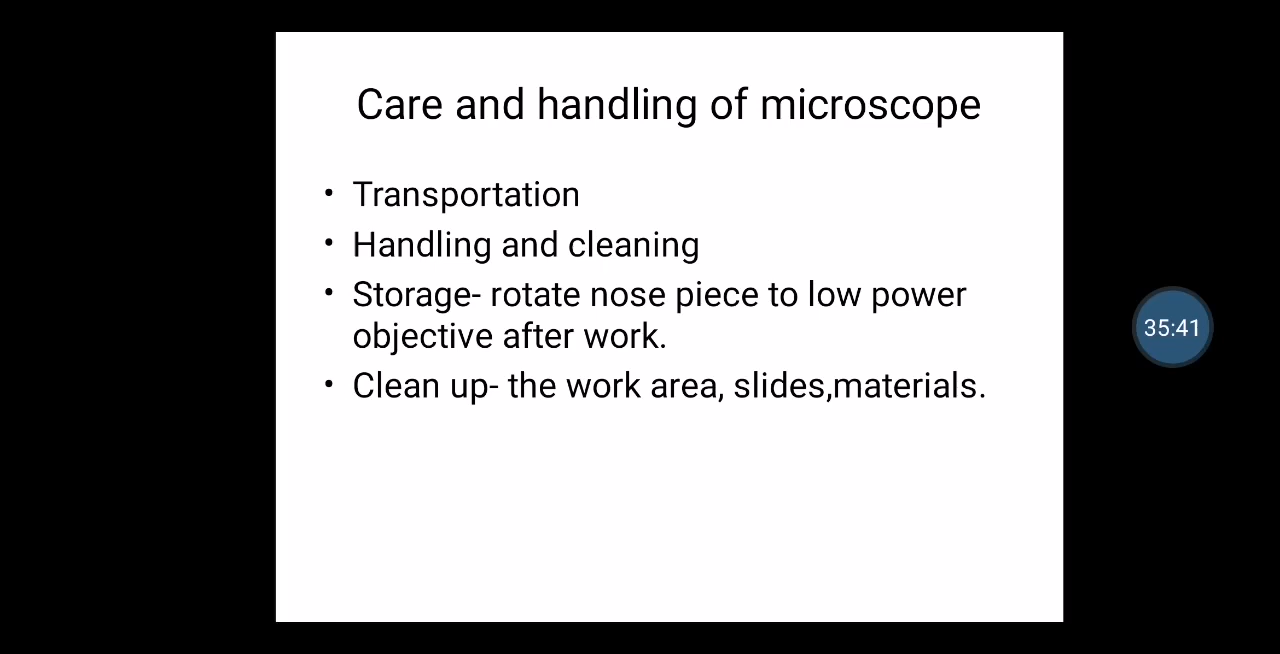 Care and handling of microscope
• Transportation
• Handling and cleaning
• Storage- rotate nose piece to low power
objective after work.
• Clean up- the work area, slides,materials.
35:41